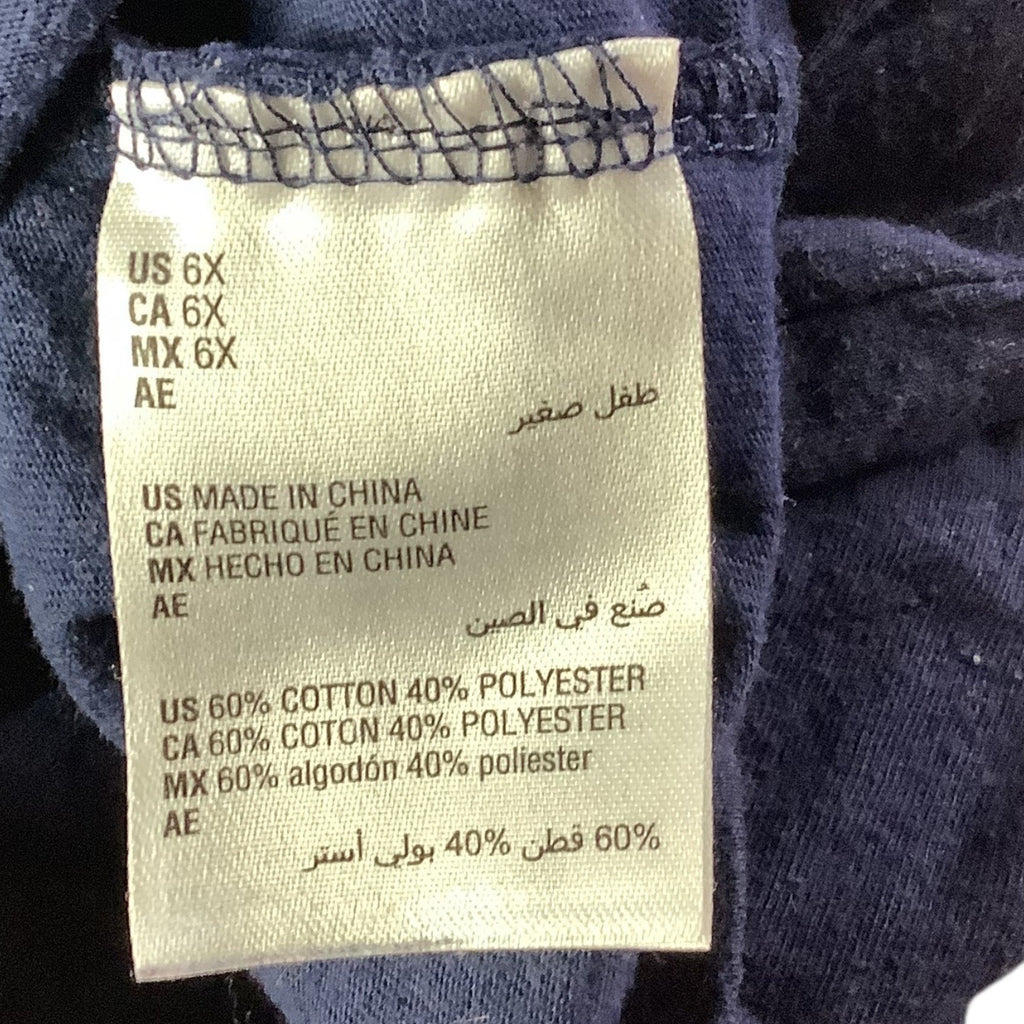 US 6X
CA 6X
MX 6X
AE
طفل صغير
US MADE IN CHINA
CA FABRIQUÉ EN CHINE
MX HECHO EN CHINA
AE
صُنع في الصين
US 60% COTTON 40% POLYESTER
CA 60% COTON 40% POLYESTER
MX 60% algodón 40% poliester
AE
60% قطن 40% بولي أستر